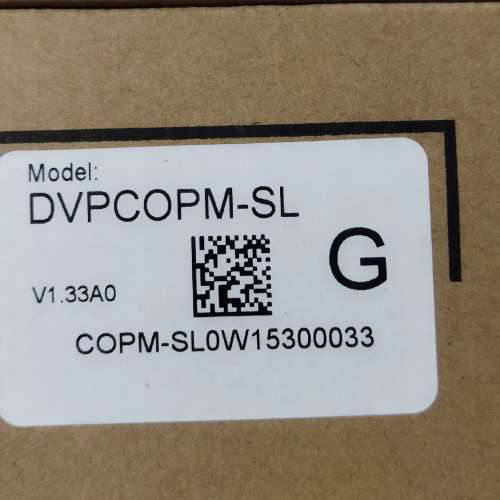 Model:
DVPCOPM-SL
G
V1.33A0
COPM-SL0W15300033